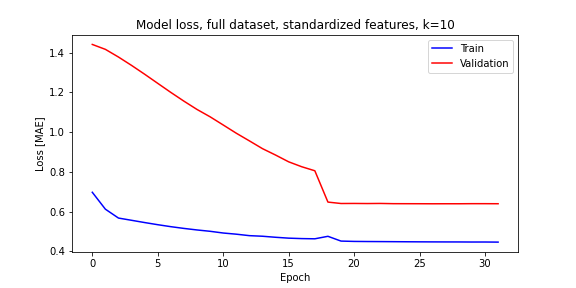 Model loss, full dataset, standardized features, k=10
Train
Validation
Loss [MAE]
1.4
1.2
1.0
0.8
0.6
0.4
0
5
10
15
20
25
30
Epoch